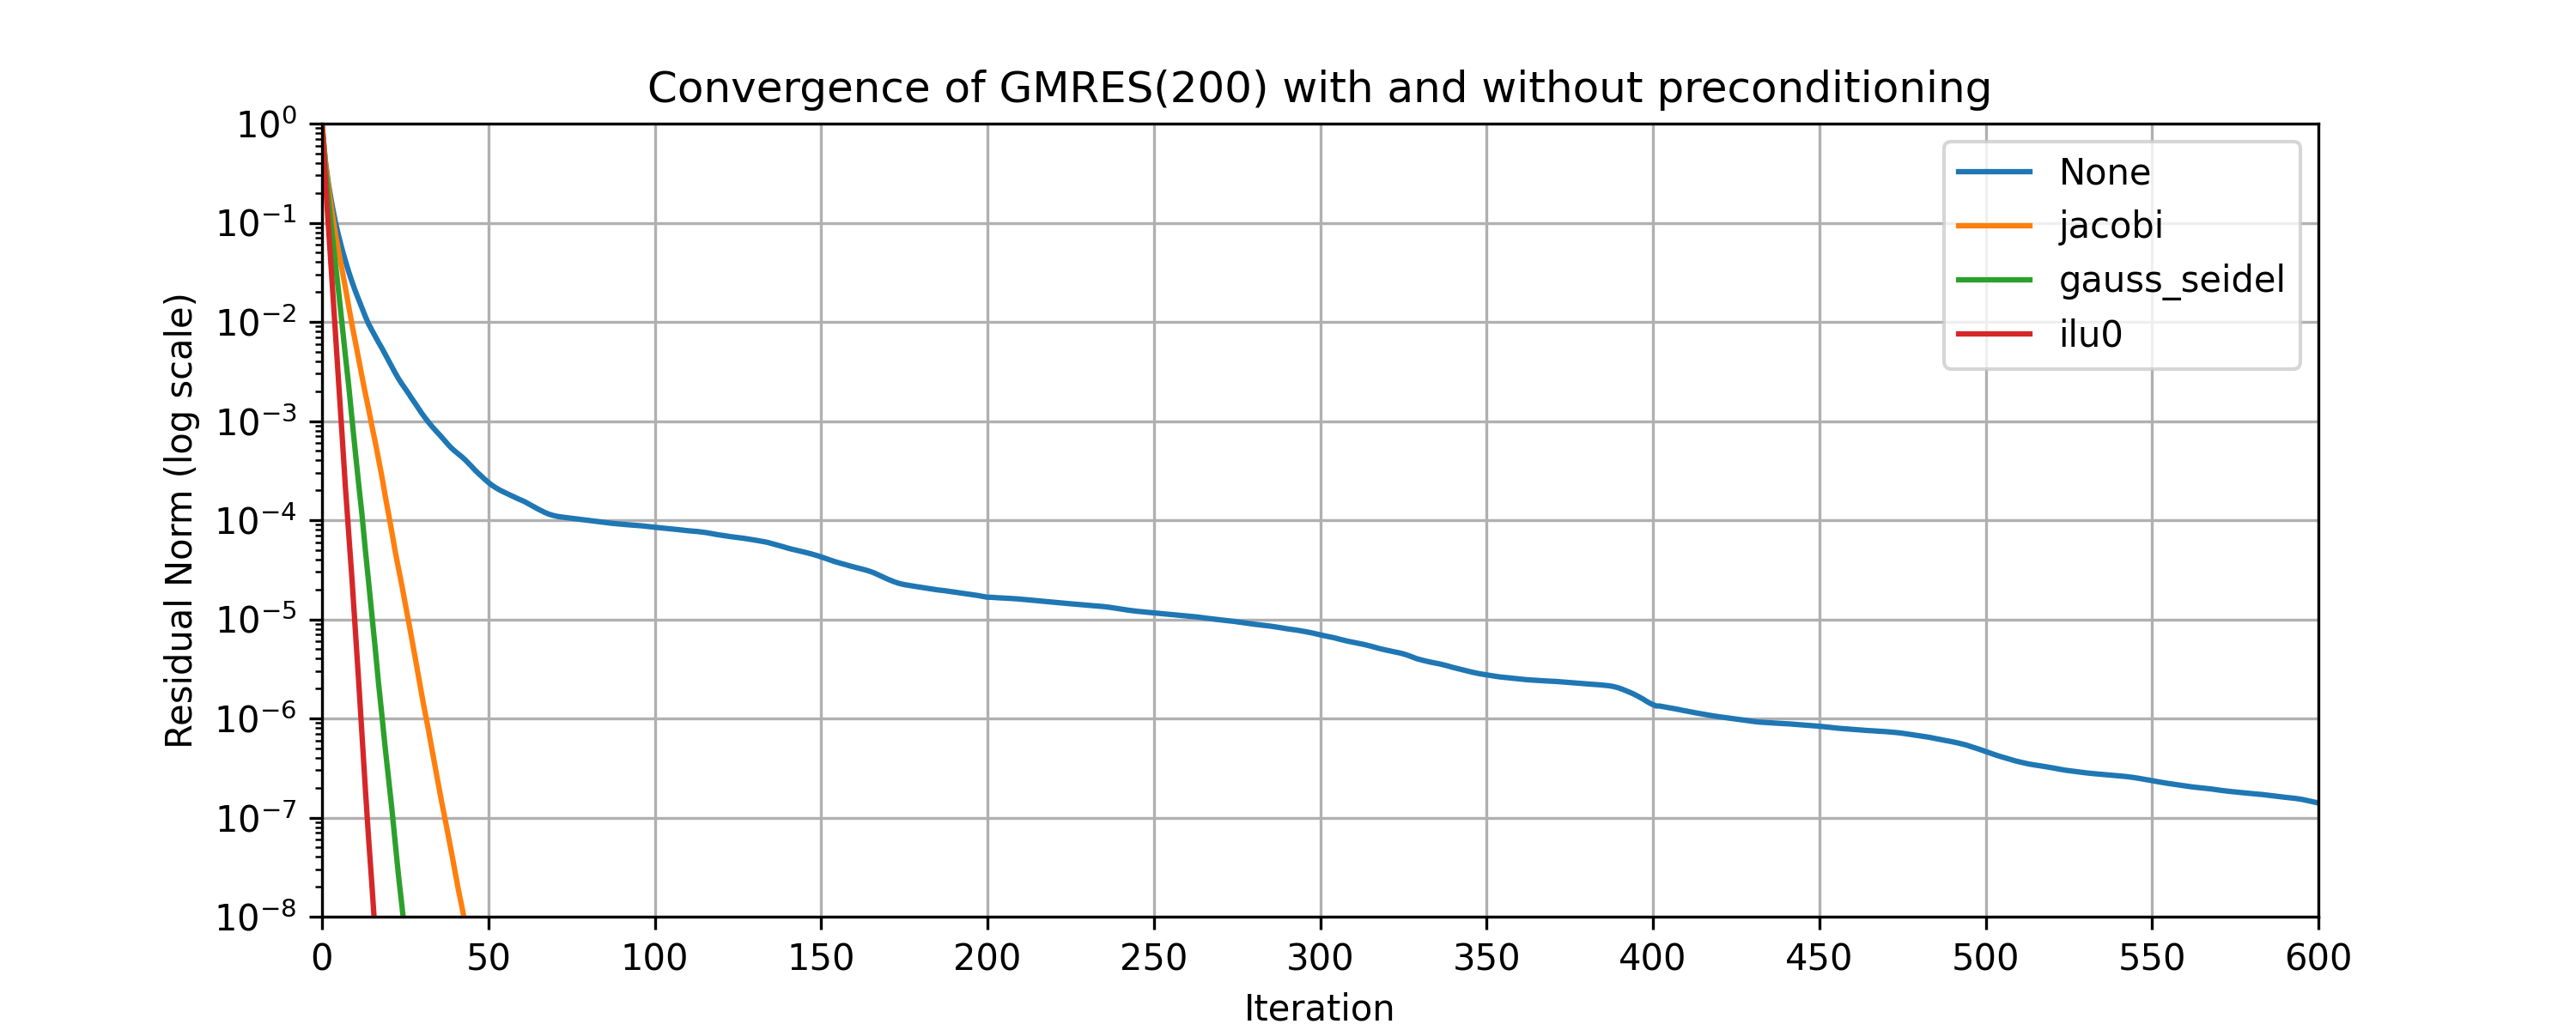 Convergence of GMRES(200) with and without preconditioning
10⁰
10⁻¹
10⁻²
10⁻³
10⁻⁴
10⁻⁵
10⁻⁶
10⁻⁷
10⁻⁸
Residual Norm (log scale)
None
jacobi
gauss_seidel
ilu0
0 50 100 150 200 250 300 350 400 450 500 550 600
Iteration